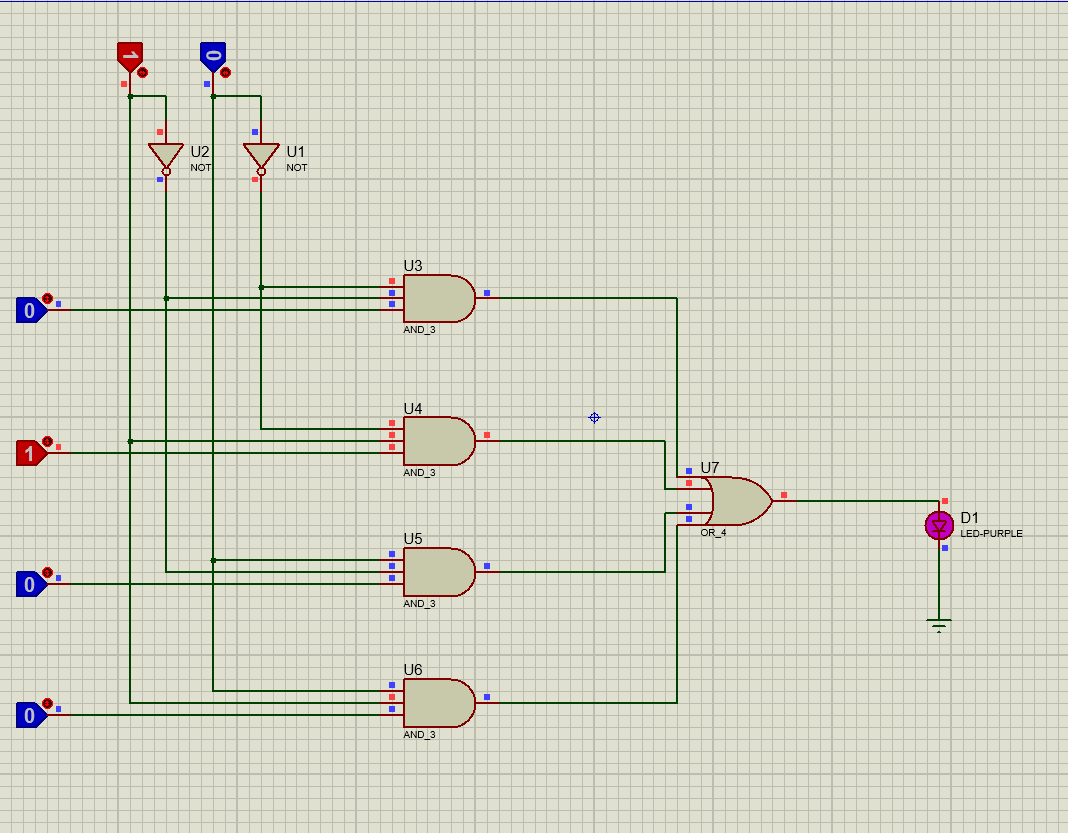 1
0
U2
NOT
U1
NOT
U3
0
AND_3
U4
1
AND_3
U7
OR_4
D1
LED-PURPLE
U5
0
AND_3
U6
0
AND_3